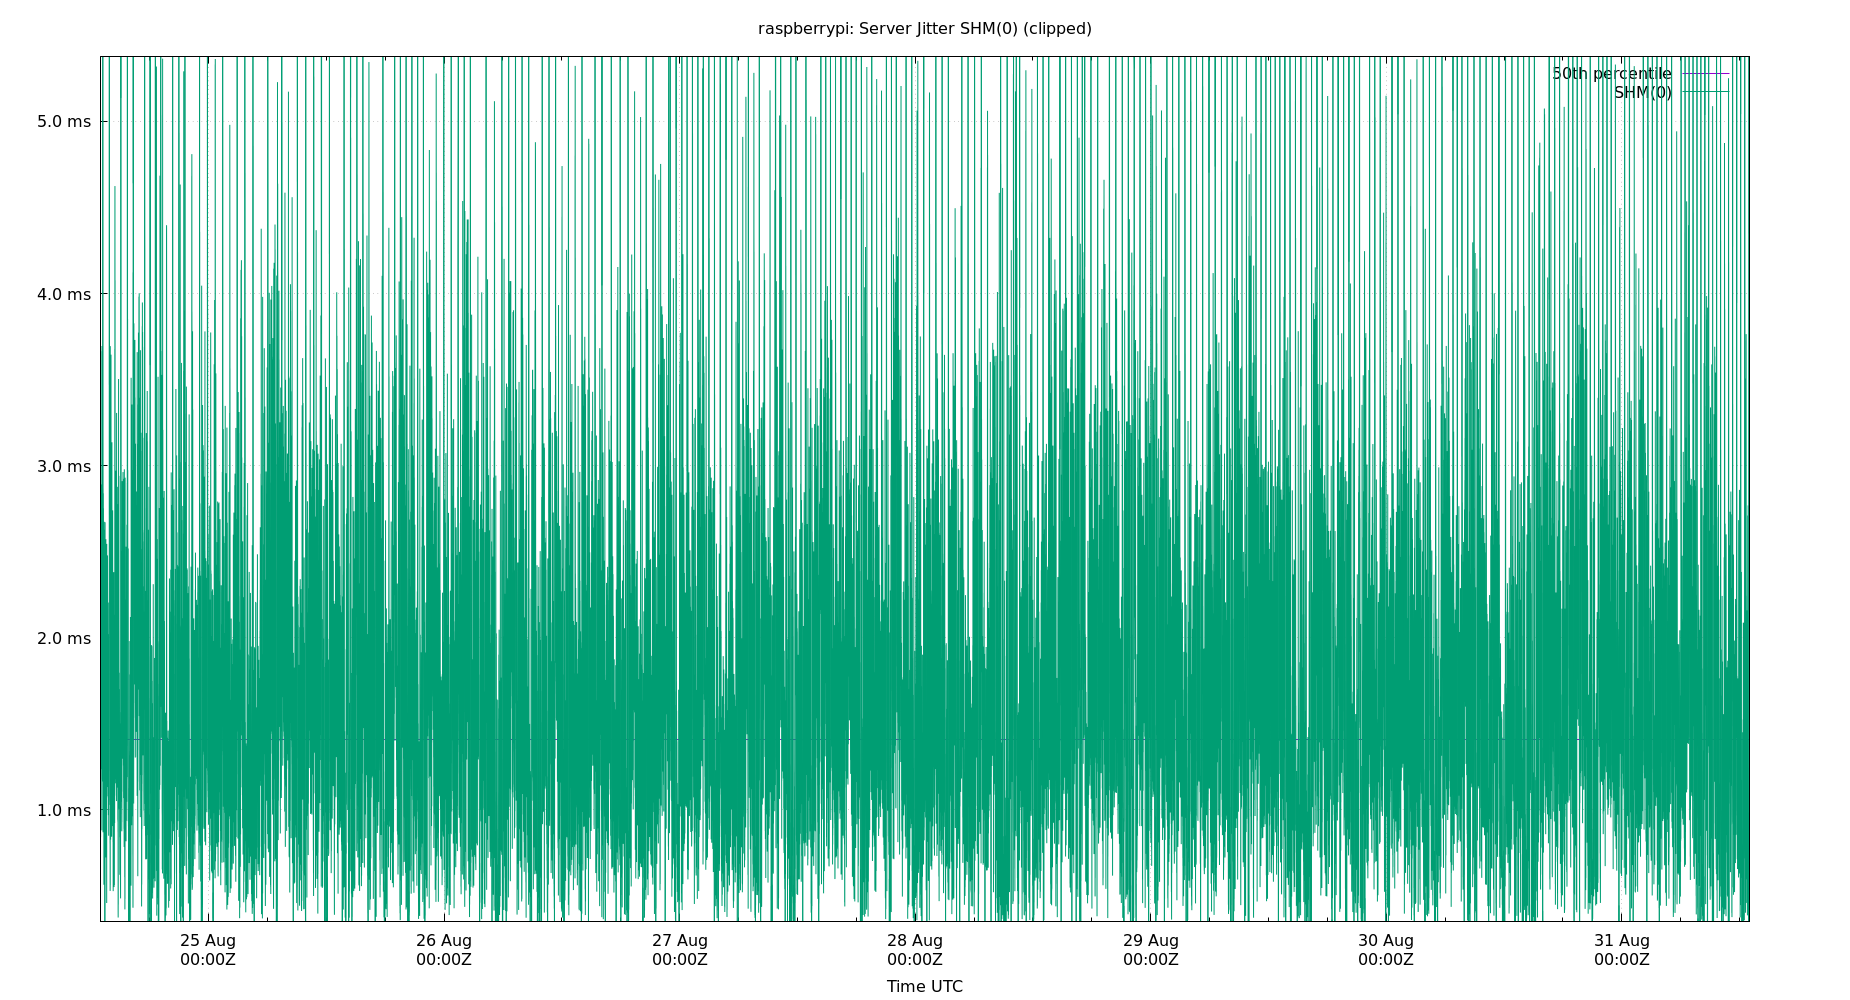 raspberrypi: Server Jitter SHM(0) (clipped)
50th percentile
SHM(0)
5.0 ms
4.0 ms
3.0 ms
2.0 ms
1.0 ms
25 Aug 26 Aug 27 Aug 28 Aug 29 Aug 30 Aug 31 Aug
00:00Z 00:00Z 00:00Z 00:00Z 00:00Z 00:00Z 00:00Z
Time UTC